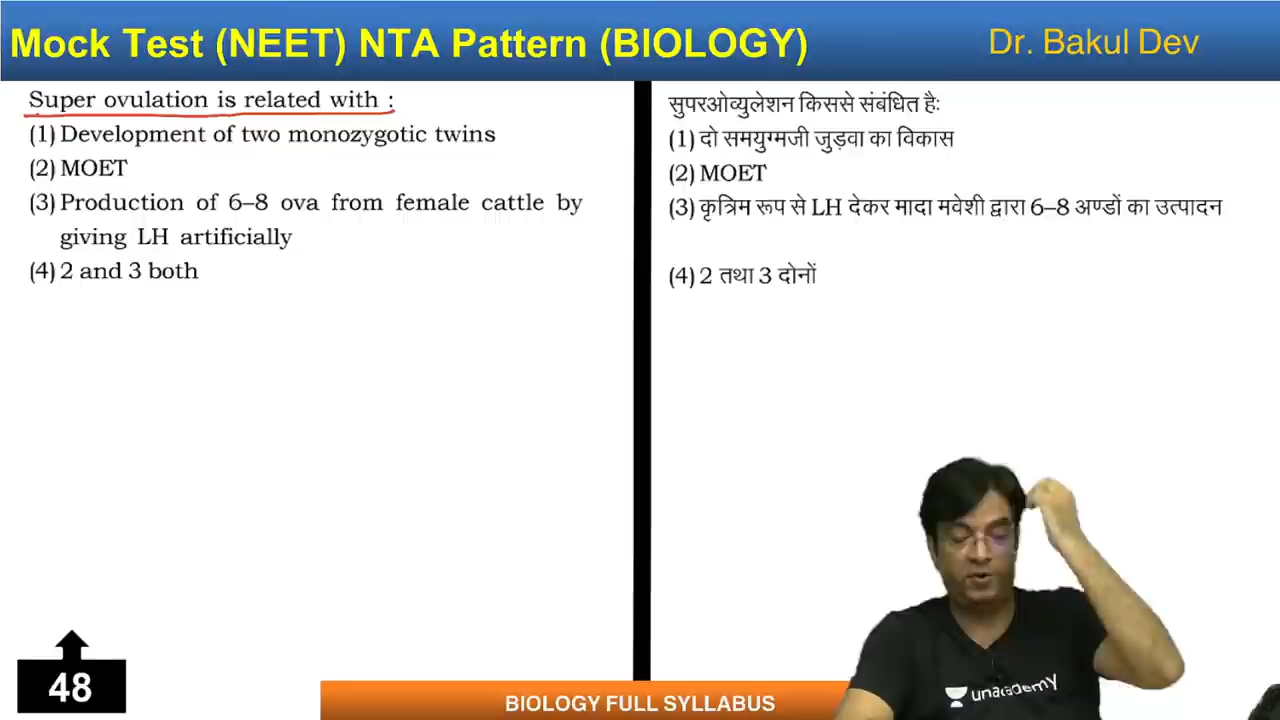 Mock Test (NEET) NTA Pattern (BIOLOGY)
Dr. Bakul Dev
Super ovulation is related with :
(1) Development of two monozygotic twins
(2) MOET
(3) Production of 6–8 ova from female cattle by
giving LH artificially
(4) 2 and 3 both
सुपरओव्युलेशन किससे संबंधित है:
(1) दो समयुग्मजी जुड़वा का विकास
(2) MOET
(3) कृत्रिम रूप से LH देकर मादा मवेशी द्वारा 6–8 अण्डों का उत्पादन
(4) 2 तथा 3 दोनों
48
BIOLOGY FULL SYLLABUS
unacademy